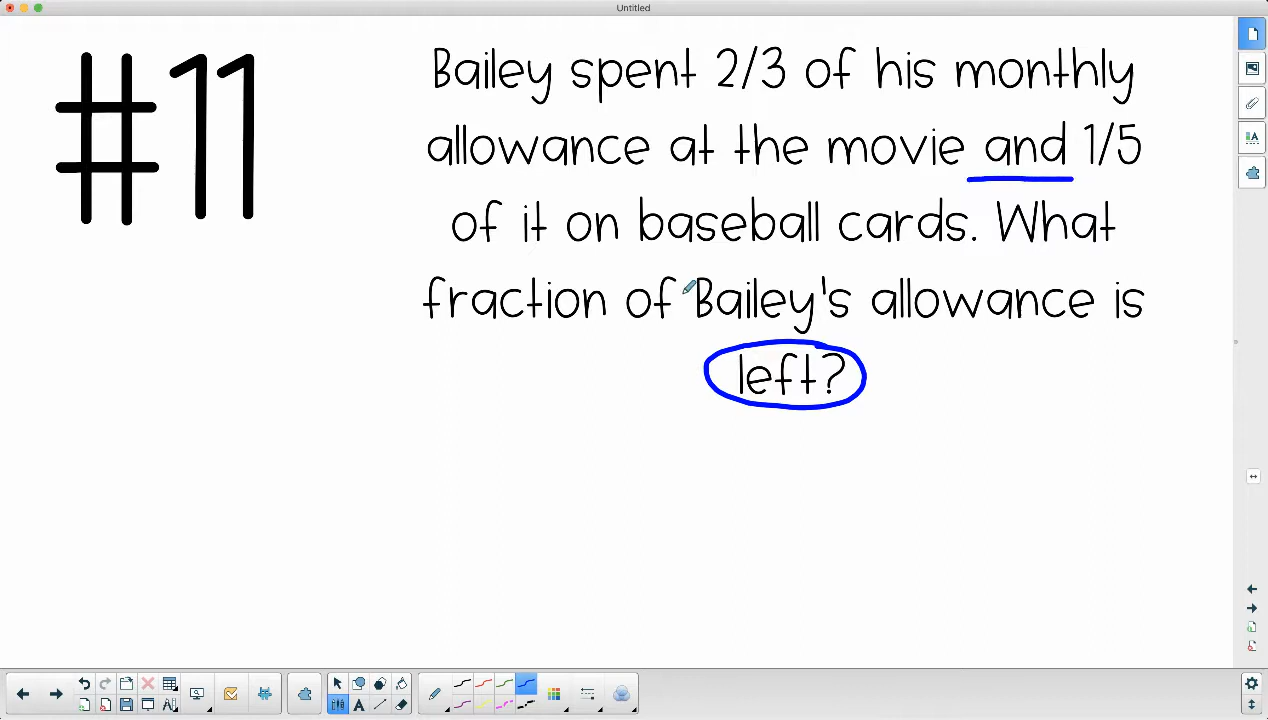 Untitled
#11
Bailey spent 2/3 of his monthly
allowance at the movie and 1/5
of it on baseball cards. What
fraction of Bailey's allowance is
left?